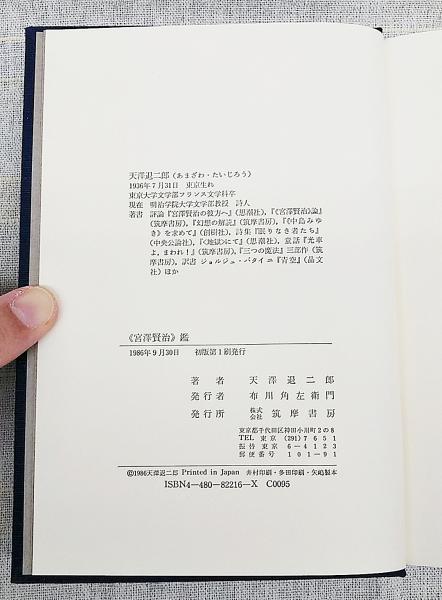 天澤退二郎(あまざわ・たいじろう)
1936年7月31日 東京生れ
東京大学文学部フランス文学科卒
現在 明治学院大学文学部教授 詩人
著書 評論『宮澤賢治の彼方へ』(思潮社),『《宮澤賢治》論』
(筑摩書房),『幻想の解読』(筑摩書房),『《中島みゆ
き》を求めて』(創樹社), 詩集『眠りなき者たち』
(中央公論社),『〈地獄〉にて』(思潮社), 童話『光車
よ, まわれ!』(筑摩書房),『三つの魔法』三部作(筑
摩書房), 訳書 ジョルジュ・バタイユ『青空』(晶文
社)ほか
《宮澤賢治》鑑
1986年9月30日 初版第1刷発行
著者 天澤退二郎
発行者 布川角左衛門
発行所 株式会社 筑摩書房
東京都千代田区神田小川町2の8
TEL 東京 (291) 7651
振替 東京 6-4123
郵便番号 101-91
©1986天澤退二郎 Printed in Japan 井村印刷・多田印刷・矢嶋製本
ISBN4-480-82216-X C0095